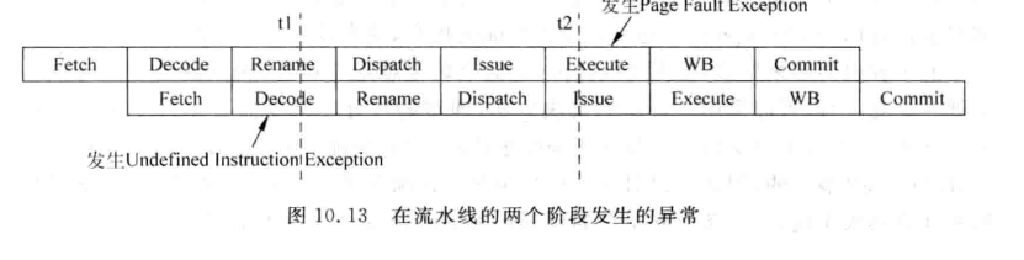 发生Page Fault Exception
t1
t2
Fetch Decode Rename Dispatch Issue Execute WB Commit
Fetch Decode Rename Dispatch Issue Execute WB Commit
发生Undefined Instruction Exception
图 10.13 在流水线的两个阶段发生的异常